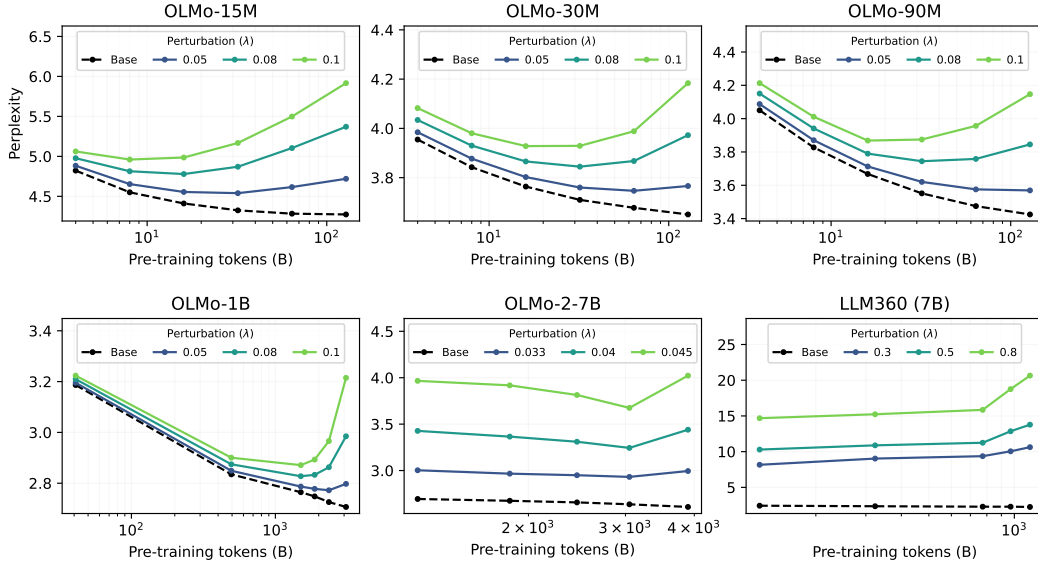 OLMo-15M
Perplexity
6.5
6.0
5.5
5.0
4.5
Perturbation (λ)
Base 0.05 0.08 0.1
10¹ 10²
Pre-training tokens (B)
OLMo-30M
4.4
4.2
4.0
3.8
Perturbation (λ)
Base 0.05 0.08 0.1
10¹ 10²
Pre-training tokens (B)
OLMo-90M
4.4
4.2
4.0
3.8
3.6
3.4
Perturbation (λ)
Base 0.05 0.08 0.1
10¹ 10²
Pre-training tokens (B)
OLMo-1B
3.4
3.2
3.0
2.8
Perturbation (λ)
Base 0.05 0.08 0.1
10² 10³
Pre-training tokens (B)
OLMo-2-7B
4.5
4.0
3.5
3.0
Perturbation (λ)
Base 0.033 0.04 0.045
2 × 10³ 3 × 10³ 4 × 10³
Pre-training tokens (B)
LLM360 (7B)
25
20
15
10
5
Perturbation (λ)
Base 0.3 0.5 0.8
10³
Pre-training tokens (B)